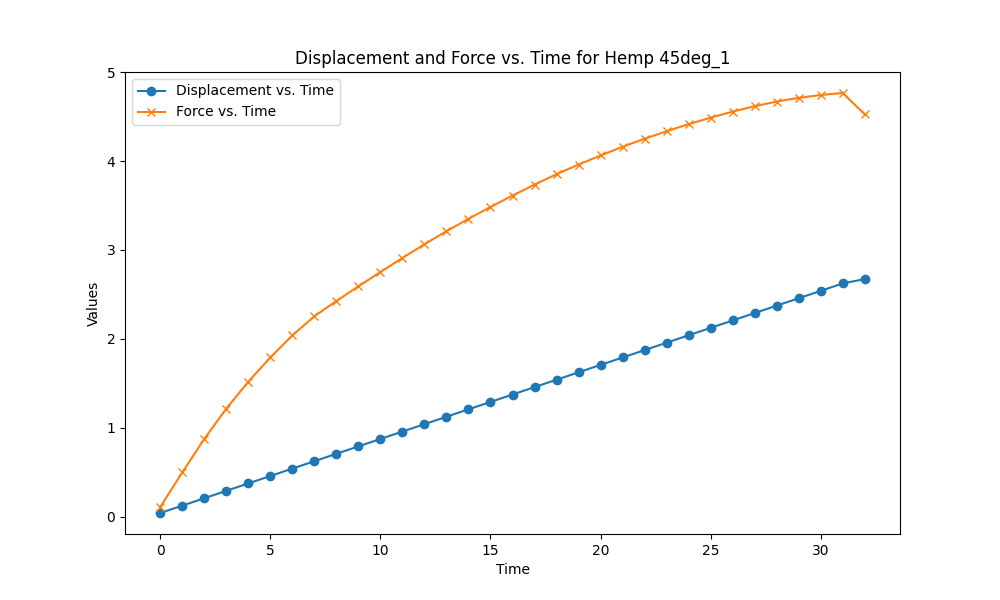 Displacement and Force vs. Time for Hemp 45deg_1
Displacement vs. Time
Force vs. Time
5
4
3
2
1
0
Values
0 5 10 15 20 25 30
Time